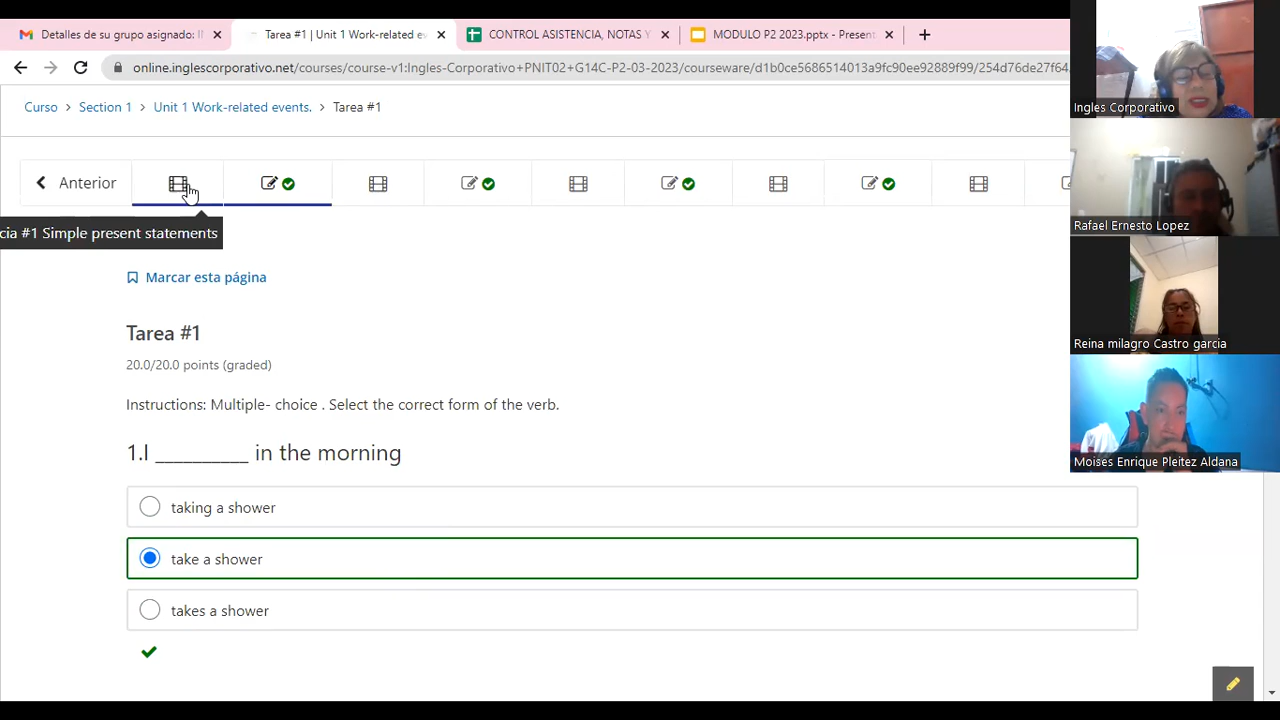 Detalles de su grupo asignado: II
Tarea #1 | Unit 1 Work-related ev
CONTROL ASISTENCIA, NOTAS Y
MODULO P2 2023.pptx - Present
online.inglescorporativo.net/courses/course-v1:Ingles-Corporativo+PNIT02+G14C-P2-03-2023/courseware/d1b0ce5686514013a9fc90ee92889f99/254d76de27f64
Curso > Section 1 > Unit 1 Work-related events. > Tarea #1
Anterior
cia #1 Simple present statements
Marcar esta página
Tarea #1
20.0/20.0 points (graded)
Instructions: Multiple- choice . Select the correct form of the verb.
1.I __________ in the morning
taking a shower
take a shower
takes a shower
Ingles Corporativo
Rafael Ernesto Lopez
Reina milagro Castro garcia
Moises Enrique Pleitez Aldana